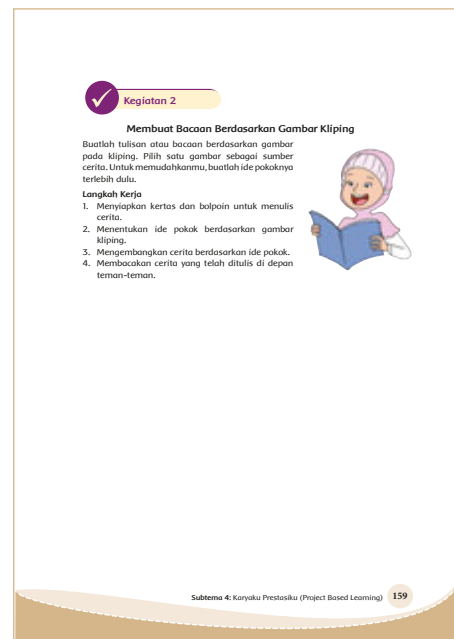 Kegiatan 2
Membuat Bacaan Berdasarkan Gambar Kliping
Buatlah tulisan atau bacaan berdasarkan gambar
pada kliping. Pilih satu gambar sebagai sumber
cerita. Untuk memudahkanmu, buatlah ide pokoknya
terlebih dulu.
Langkah Kerja
1. Menyiapkan kertas dan bolpoin untuk menulis
cerita.
2. Menentukan ide pokok berdasarkan gambar
kliping.
3. Mengembangkan cerita berdasarkan ide pokok.
4. Membacakan cerita yang telah ditulis di depan
teman-teman.
Subtema 4: Karyaku Prestasiku (Project Based Learning) 159